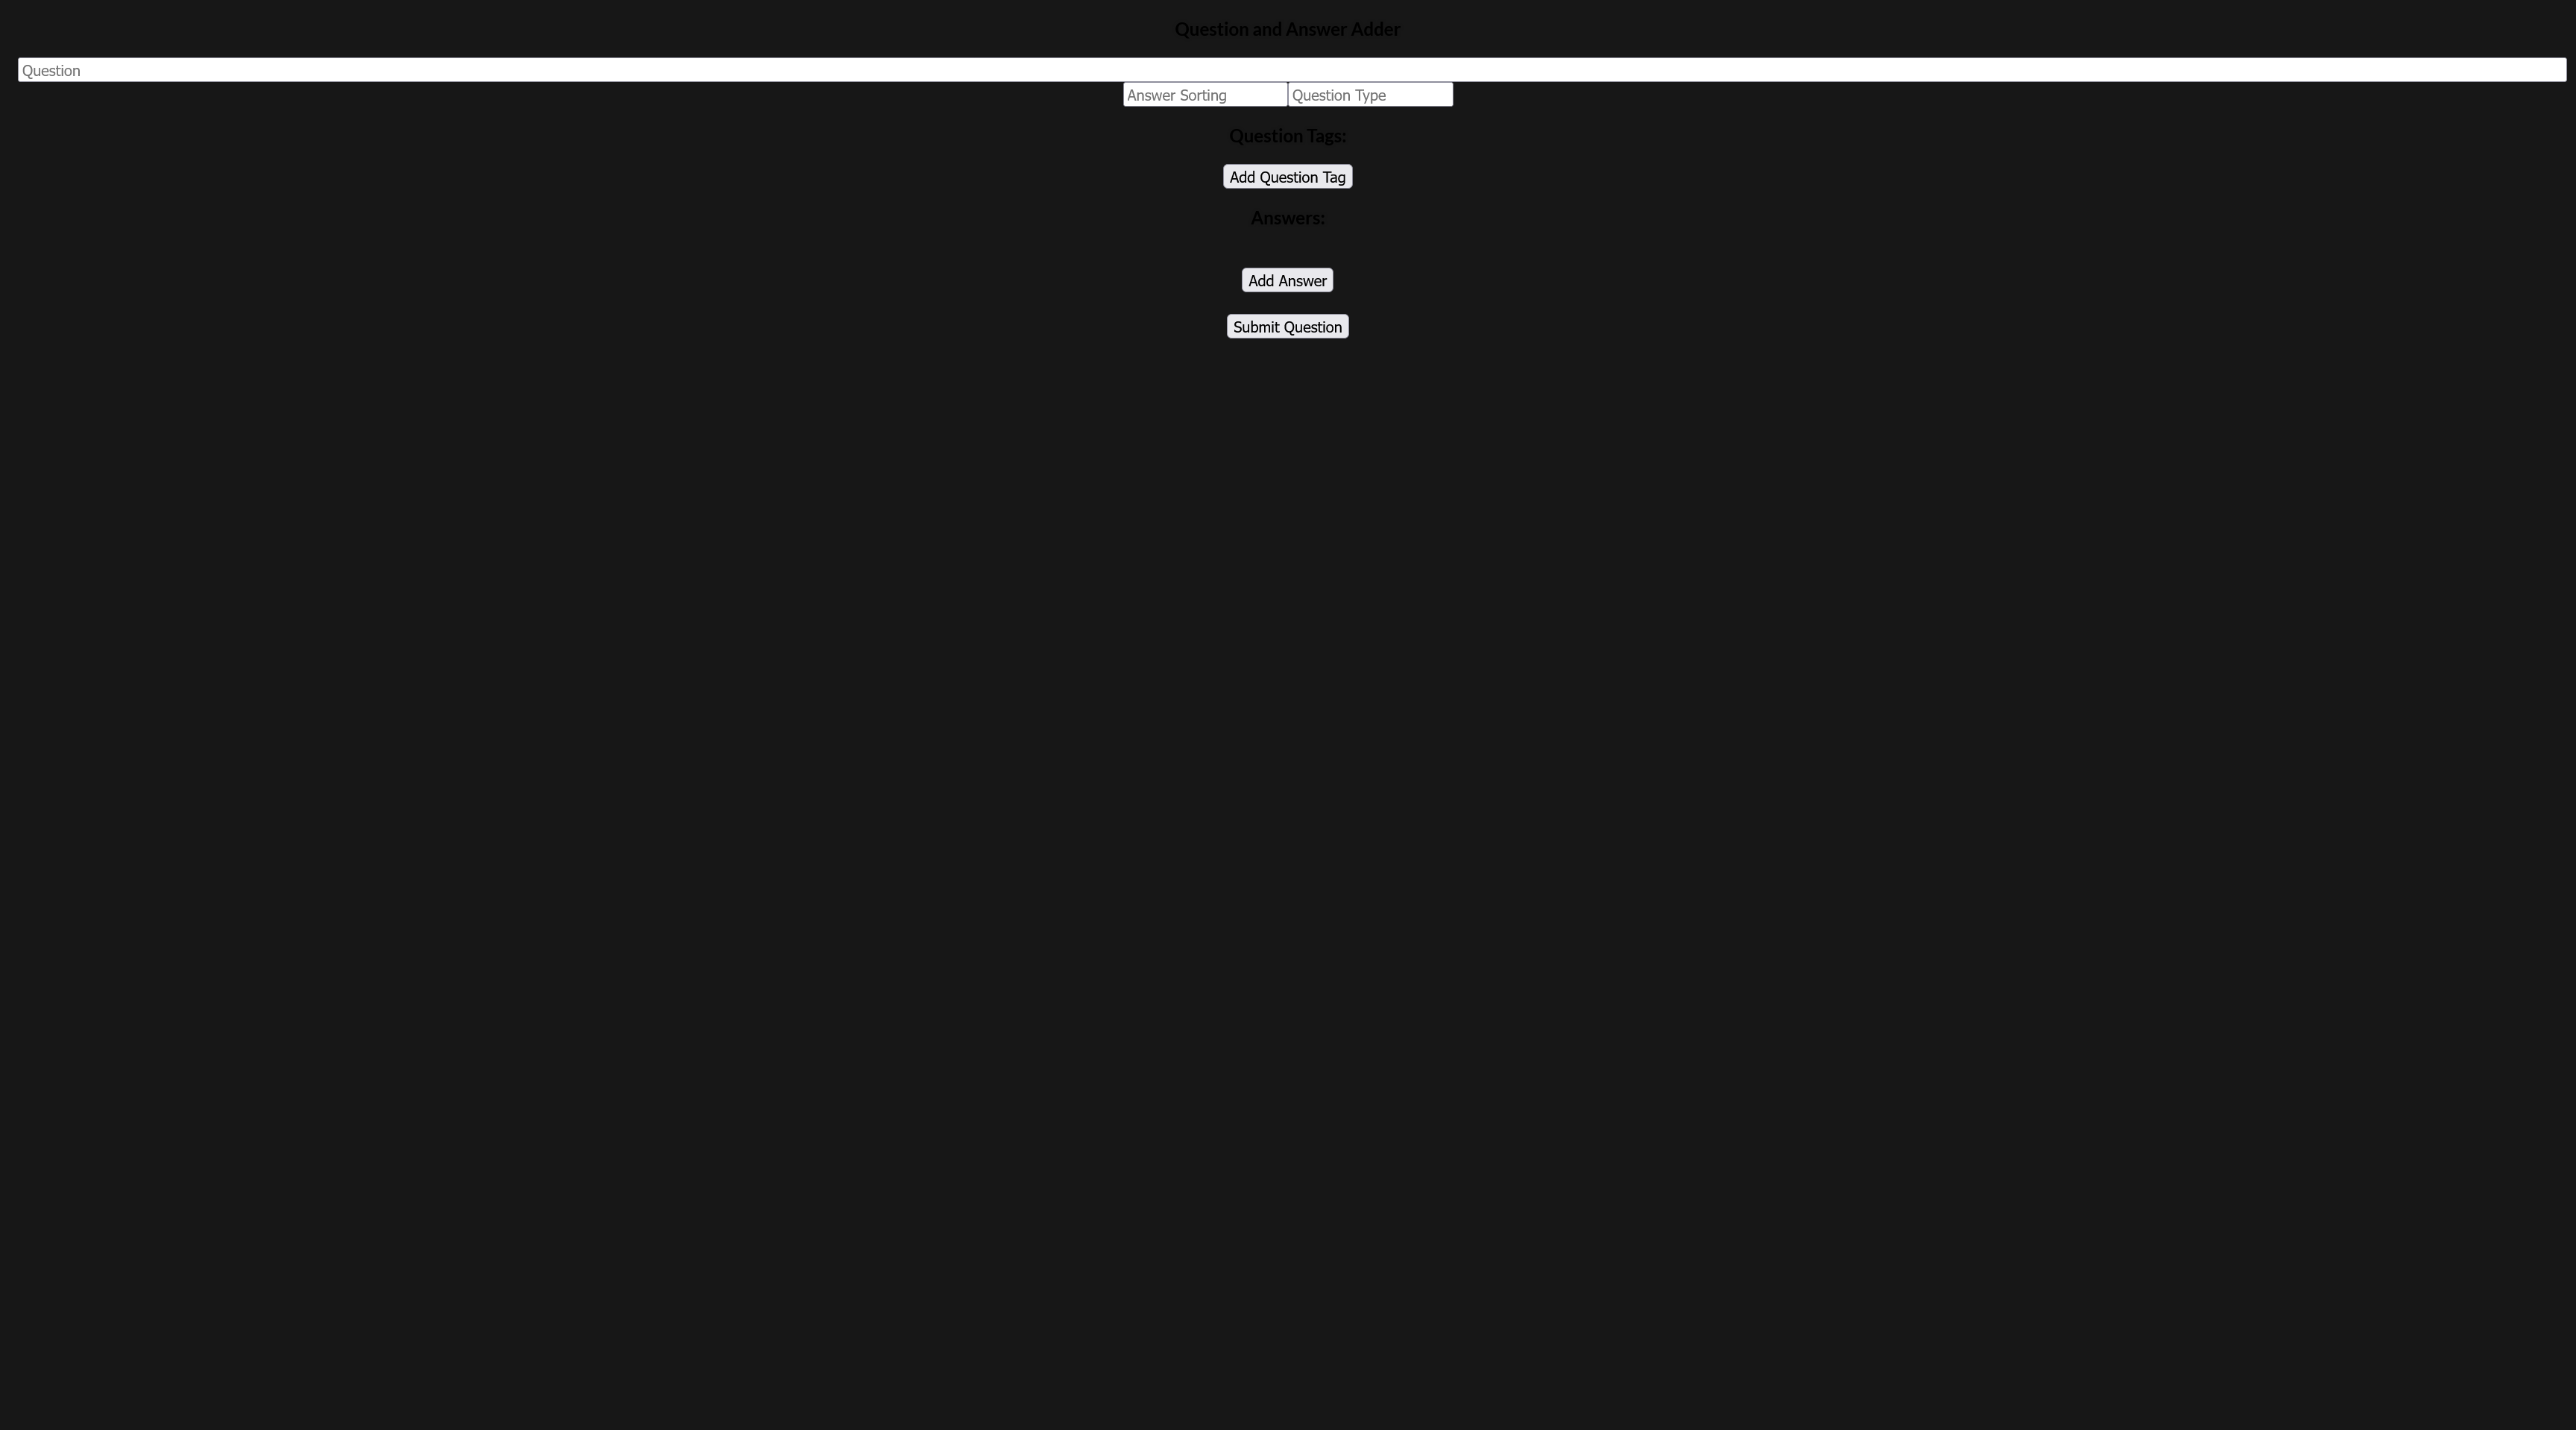 Question and Answer Adder
Question
Answer Sorting Question Type
Question Tags:
Add Question Tag
Answers:
Add Answer
Submit Question